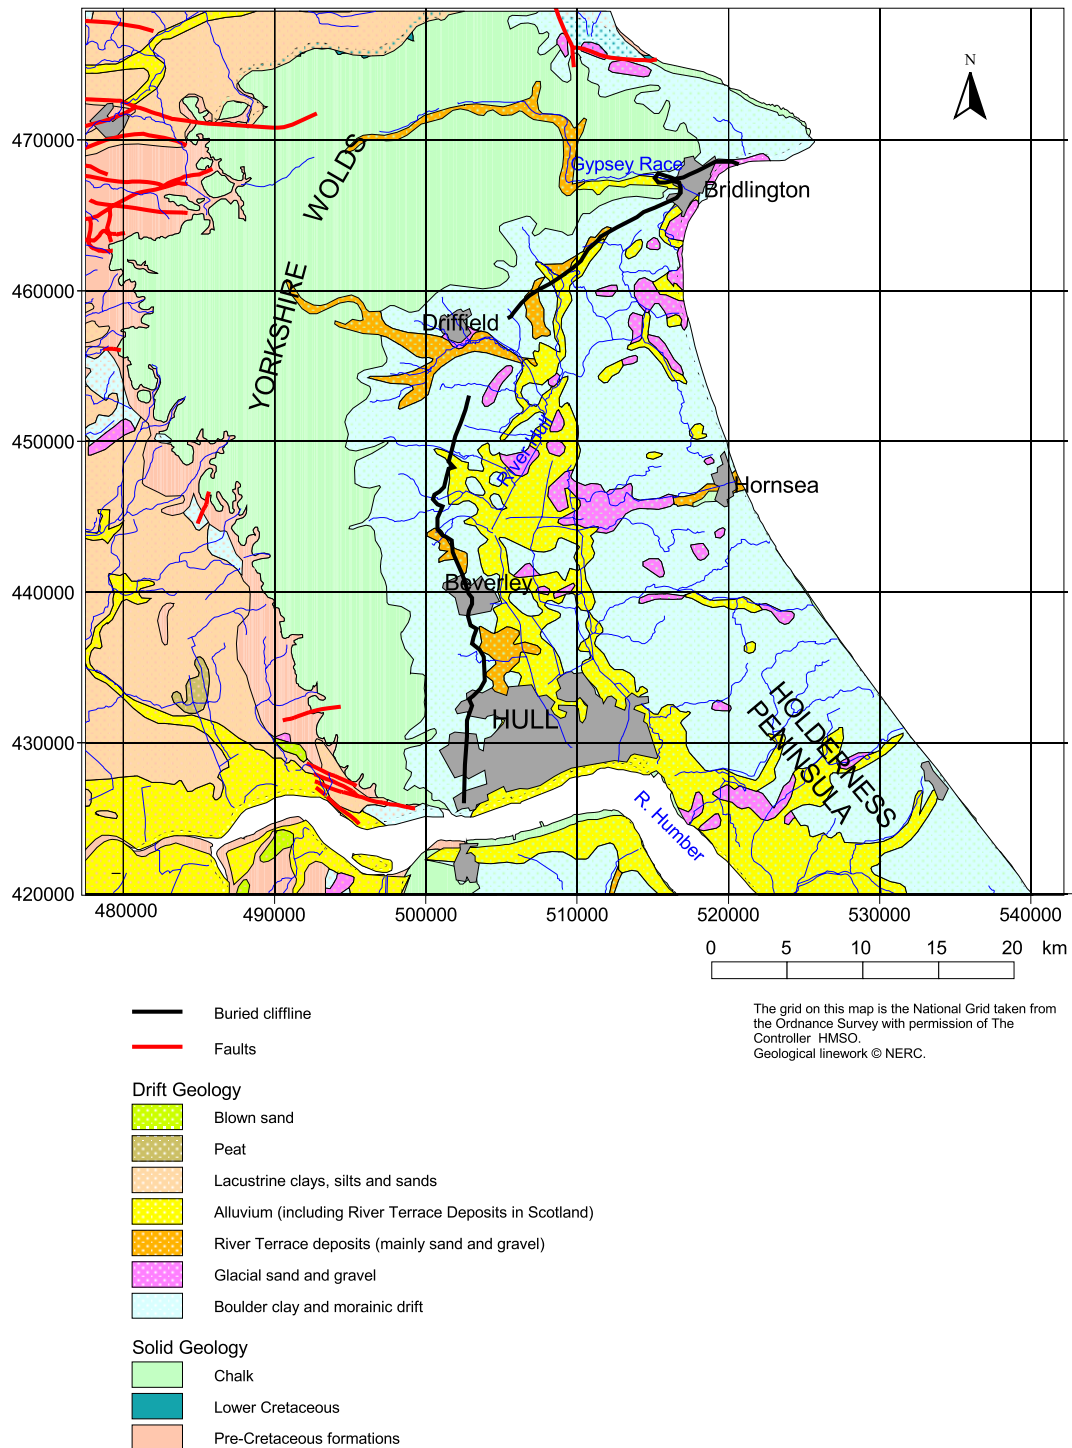 N
470000
460000
450000
440000
430000
420000
YORKSHIRE WOLDS
Gypsey Race
Bridlington
Driffield
River Hull
Hornsea
Beverley
HULL
HOLDERNESS
PENINSULA
R. Humber
480000 490000 500000 510000 520000 530000 540000
0 5 10 15 20 km
The grid on this map is the National Grid taken from
the Ordnance Survey with permission of The
Controller HMSO.
Geological linework © NERC.
Buried cliffline
Faults
Drift Geology
Blown sand
Peat
Lacustrine clays, silts and sands
Alluvium (including River Terrace Deposits in Scotland)
River Terrace deposits (mainly sand and gravel)
Glacial sand and gravel
Boulder clay and morainic drift
Solid Geology
Chalk
Lower Cretaceous
Pre-Cretaceous formations